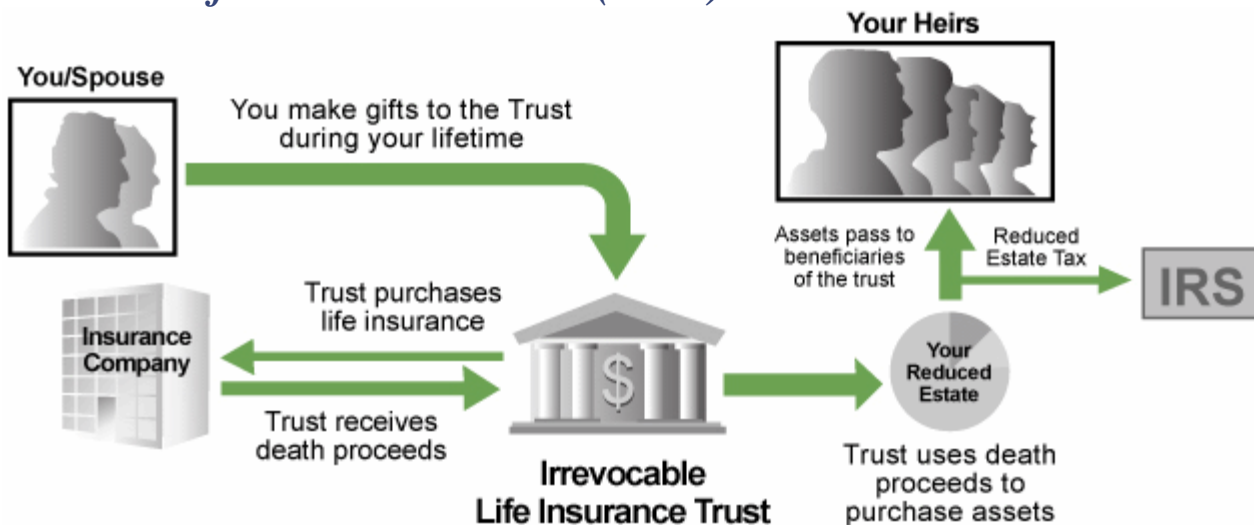 Your Heirs
You/Spouse
You make gifts to the Trust
during your lifetime
Assets pass to
beneficiaries
of the trust
Reduced
Estate Tax
IRS
Trust purchases
life insurance
Insurance
Company
$
Your
Reduced
Estate
Trust receives
death proceeds
Irrevocable
Life Insurance Trust
Trust uses death
proceeds to
purchase assets